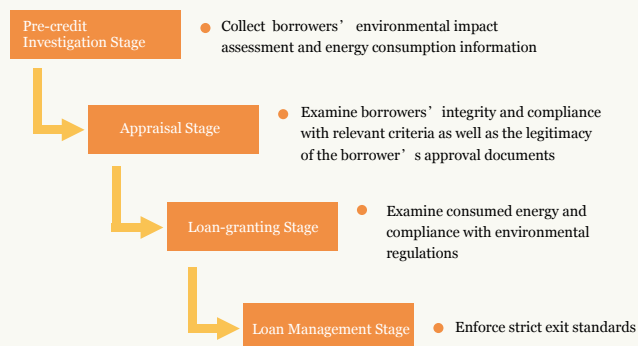 Pre-credit
Investigation Stage
Collect borrowers’ environmental impact
assessment and energy consumption information
Appraisal Stage
Examine borrowers’ integrity and compliance
with relevant criteria as well as the legitimacy
of the borrower’s approval documents
Loan-granting Stage
Examine consumed energy and
compliance with environmental
regulations
Loan Management Stage
Enforce strict exit standards